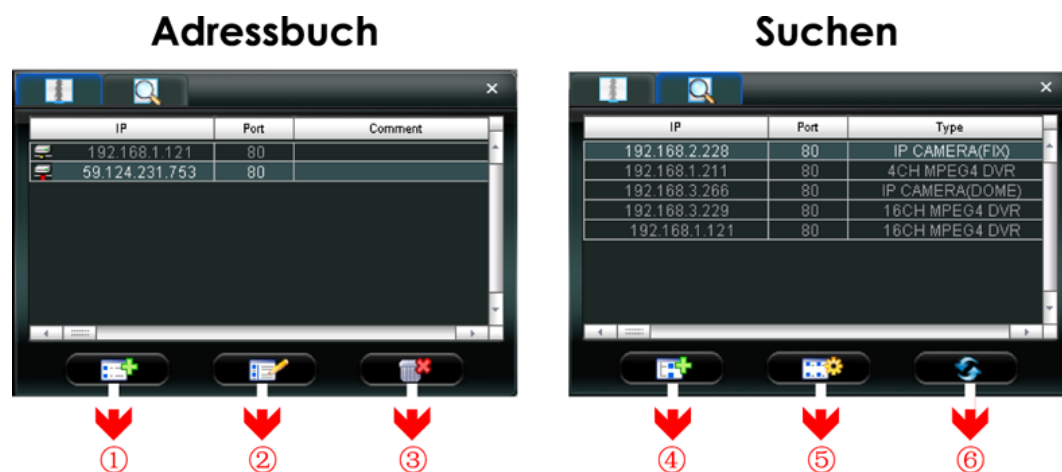 Adressbuch
IP Port Comment
192.168.1.121 80
59.124.231.753 80
① ② ③
Suchen
IP Port Type
192.168.2.228 80 IP CAMERA(FIX)
192.168.1.211 80 4CH MPEG4 DVR
192.168.3.266 80 IP CAMERA(DOME)
192.168.3.229 80 16CH MPEG4 DVR
192.168.1.121 80 16CH MPEG4 DVR
④ ⑤ ⑥